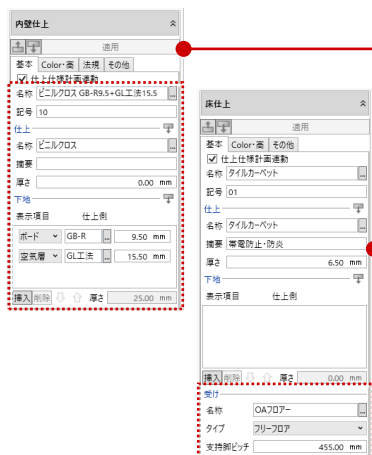 内壁仕上
適用
基本 Color・高 法規 その他
仕上仕様計画連動
名称 ビニルクロス GB-R9.5+GL工法15.5 ...
記号 10
仕上
名称 ビニルクロス ...
摘要
厚さ 0.00 mm
下地
表示項目 仕上側
ボード GB-R ... 9.50 mm
空気層 GL工法 ... 15.50 mm
挿入 削除 厚さ 25.00 mm
床仕上
適用
基本 Color・高 その他
仕上仕様計画連動
名称 タイルカーペット ...
記号 01
仕上
名称 タイルカーペット ...
摘要 帯電防止・防炎
厚さ 6.50 mm
下地
表示項目 仕上側
挿入 削除 厚さ 0.00 mm
受け
名称 OAフロアー ...
タイプ フリーフロア
支持脚ピッチ 455.00 mm